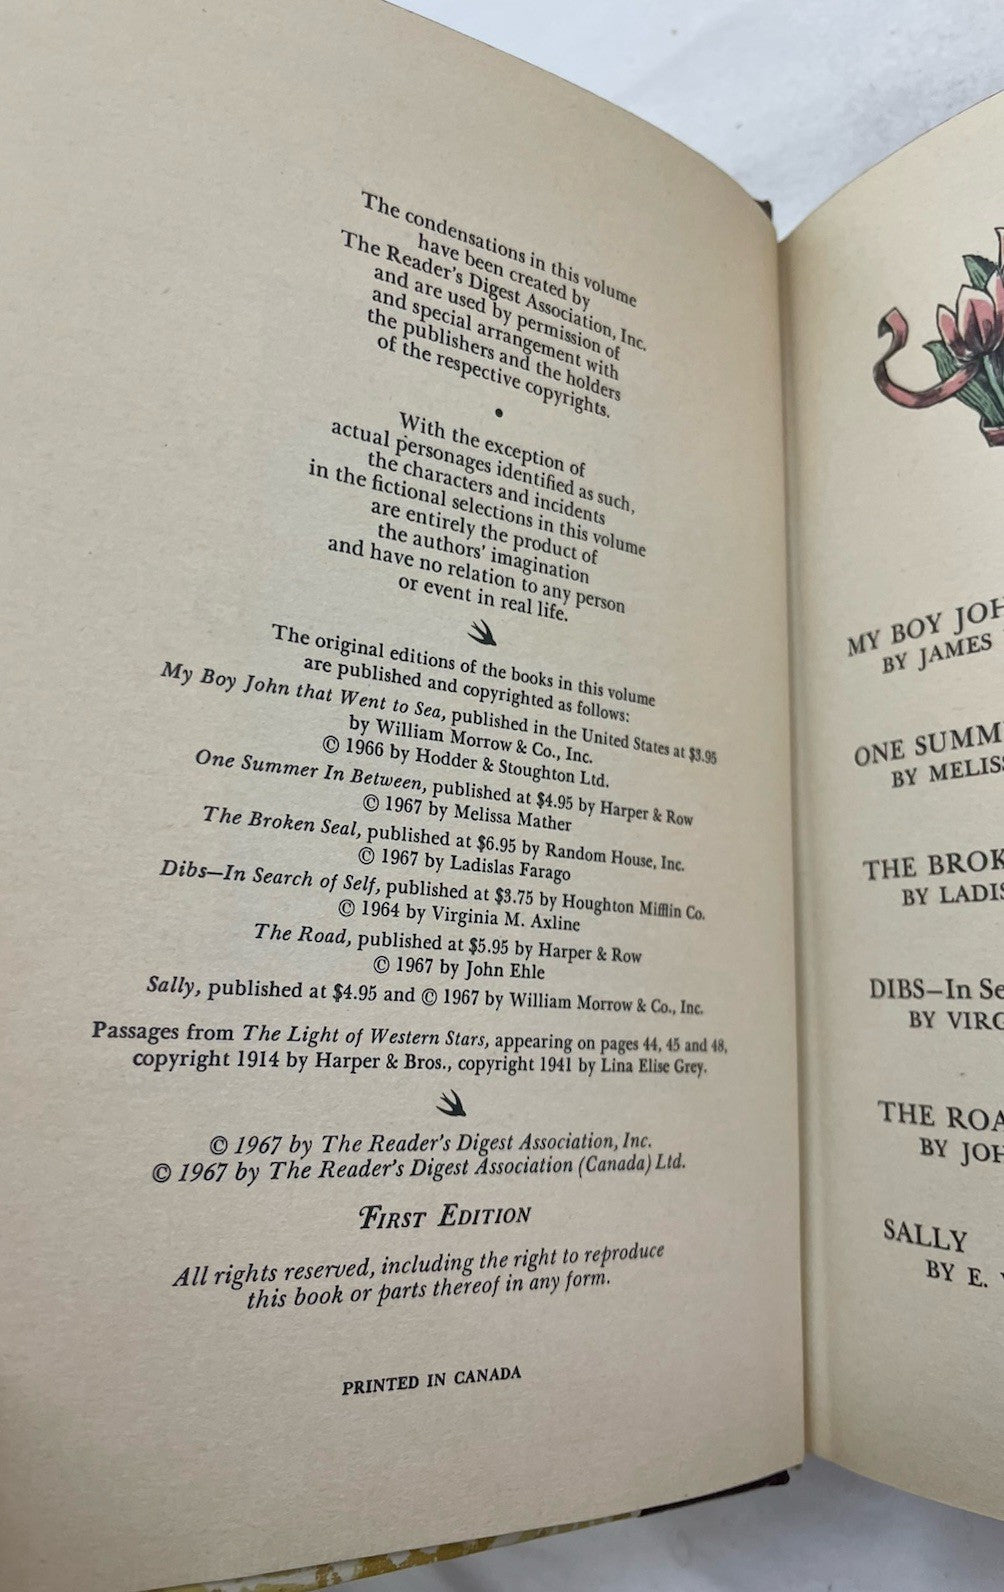 The condensations in this volume
have been created by
The Reader's Digest Association, Inc.
and are used by permission of
and special arrangement with
the publishers and the holders
of the respective copyrights.
•
With the exception of
actual personages identified as such,
the characters and incidents
in the fictional selections in this volume
are entirely the product of
the authors' imagination
and have no relation to any person
or event in real life.
The original editions of the books in this volume
are published and copyrighted as follows:
My Boy John that Went to Sea, published in the United States at $3.95
by William Morrow & Co., Inc.
© 1966 by Hodder & Stoughton Ltd.
One Summer In Between, published at $4.95 by Harper & Row
© 1967 by Melissa Mather
The Broken Seal, published at $6.95 by Random House, Inc.
© 1967 by Ladislas Farago
Dibs—In Search of Self, published at $3.75 by Houghton Mifflin Co.
© 1964 by Virginia M. Axline
The Road, published at $5.95 by Harper & Row
© 1967 by John Ehle
Sally, published at $4.95 and © 1967 by William Morrow & Co., Inc.
Passages from The Light of Western Stars, appearing on pages 44, 45 and 48,
copyright 1914 by Harper & Bros., copyright 1941 by Lina Elise Grey.
© 1967 by The Reader's Digest Association, Inc.
© 1967 by The Reader's Digest Association (Canada) Ltd.
FIRST EDITION
All rights reserved, including the right to reproduce
this book or parts thereof in any form.
PRINTED IN CANADA
MY BOY JOH
BY JAMES
ONE SUMM
BY MELIS
THE BROK
BY LADIS
DIBS—In Se
BY VIRG
THE ROA
BY JOH
SALLY
BY E.